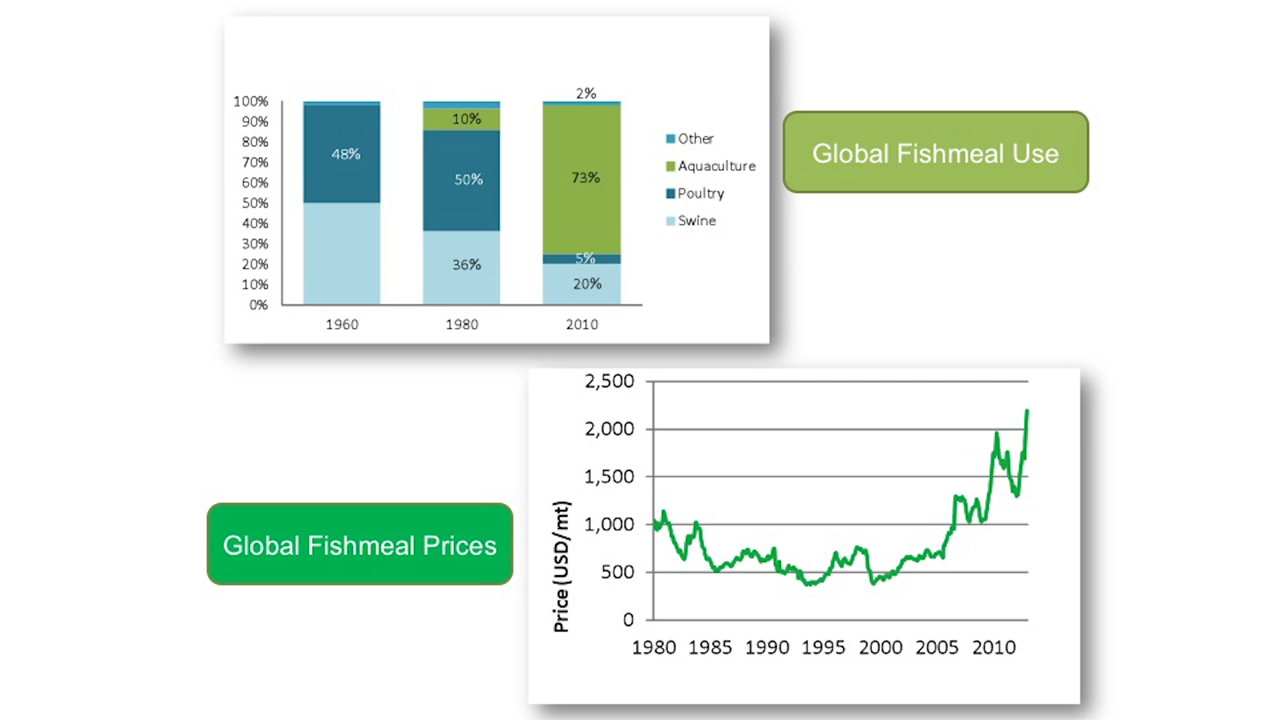 2%
100%
90%
80%
70%
60%
50%
40%
30%
20%
10%
0%
48%
10%
50%
36%
73%
5%
20%
1960 1980 2010
Other
Aquaculture
Poultry
Swine
Global Fishmeal Use
Global Fishmeal Prices
Price (USD/mt)
2,500
2,000
1,500
1,000
500
0
1980 1985 1990 1995 2000 2005 2010